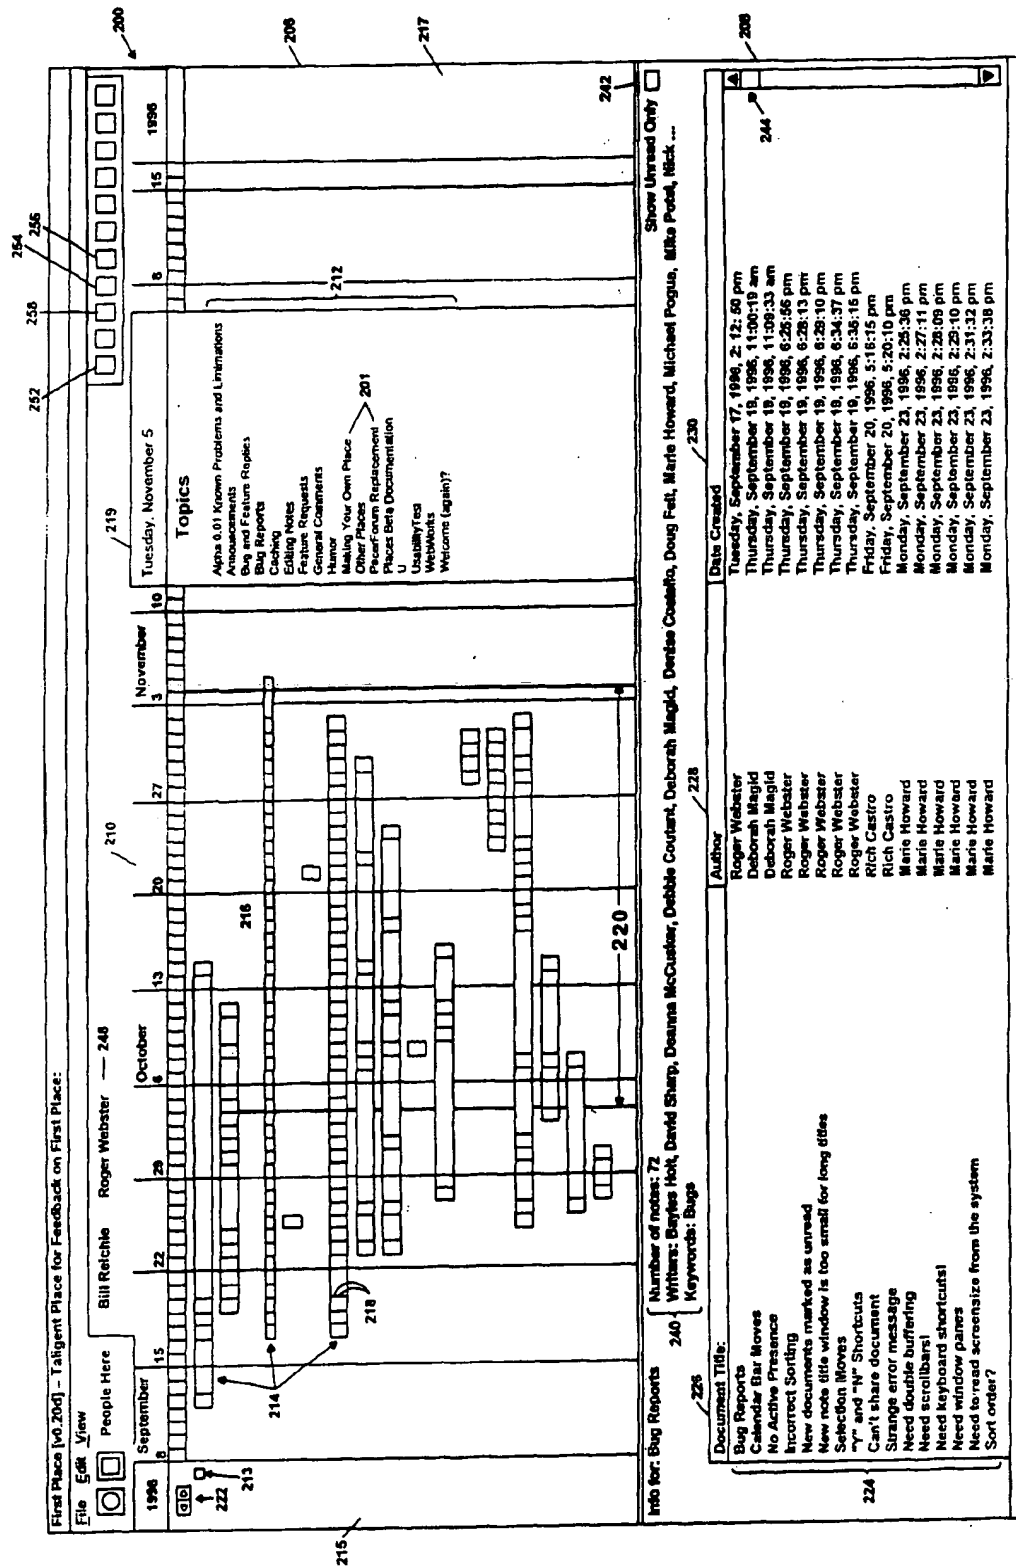 First Place [v0.20d] – Taligent Place for Feedback on First Place:
File Edit View
People Here Bill Reichle Roger Webster 248
252 258 254 256
200
1996 September October November Tuesday, November 5 1996
210 219
8 15 22 29 6 13 20 27 3 10 8 15
206
217
222
213
215
214
218
216
220
Topics
Alpha 0.01 Known Problems and Limitations
Announcements
Bug and Feature Replies
Bug Reports
Caching
Editing Notes
Feature Requests
General Comments
Humor
Making Your Own Place
Other Places
201
PeerForum Replacement
Places Beta Documentation
U
UsabilityTest
WebWorks
Welcome (again)?
212
Info for: Bug Reports
Number of notes: 72
Writers: Bayles Holt, David Sharp, Deanna McCusker, Debbie Coutant, Deborah Magid, Denise Costello, Doug Felt, Marie Howard, Michael Pogue, Mike Potel, Nick ...
Keywords: Bugs
240
Show Unread Only
242
226 228 230
208
244
224
Document Title: Author Date Created
Bug Reports Roger Webster Tuesday, September 17, 1996, 2:12:50 pm
Calendar Bar Moves Deborah Magid Thursday, September 19, 1996, 11:00:19 am
No Active Presence Deborah Magid Thursday, September 19, 1996, 11:09:33 am
Incorrect Sorting Roger Webster Thursday, September 19, 1996, 6:25:56 pm
New documents marked as unread Roger Webster Thursday, September 19, 1996, 6:28:13 pm
New note title window is too small for long titles Roger Webster Thursday, September 19, 1996, 6:29:10 pm
Selection Moves Roger Webster Thursday, September 19, 1996, 6:34:37 pm
"Y" and "N" Shortcuts Roger Webster Thursday, September 19, 1996, 6:35:15 pm
Can't share document Rich Castro Friday, September 20, 1996, 5:16:15 pm
Strange error message Rich Castro Friday, September 20, 1996, 5:20:10 pm
Need double buffering Marie Howard Monday, September 23, 1996, 2:25:36 pm
Need scrollbars! Marie Howard Monday, September 23, 1996, 2:27:11 pm
Need keyboard shortcuts! Marie Howard Monday, September 23, 1996, 2:28:09 pm
Need window panes Marie Howard Monday, September 23, 1996, 2:29:10 pm
Need to read screensize from the system Marie Howard Monday, September 23, 1996, 2:31:32 pm
Sort order? Marie Howard Monday, September 23, 1996, 2:33:38 pm